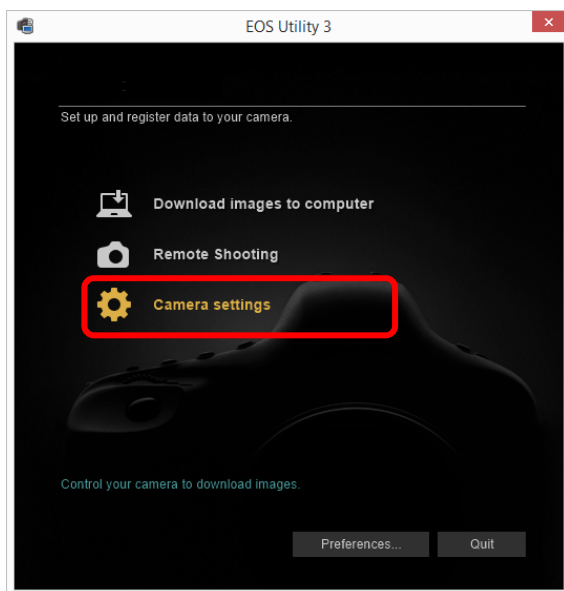 EOS Utility 3
Set up and register data to your camera.
Download images to computer
Remote Shooting
Camera settings
Control your camera to download images.
Preferences... Quit